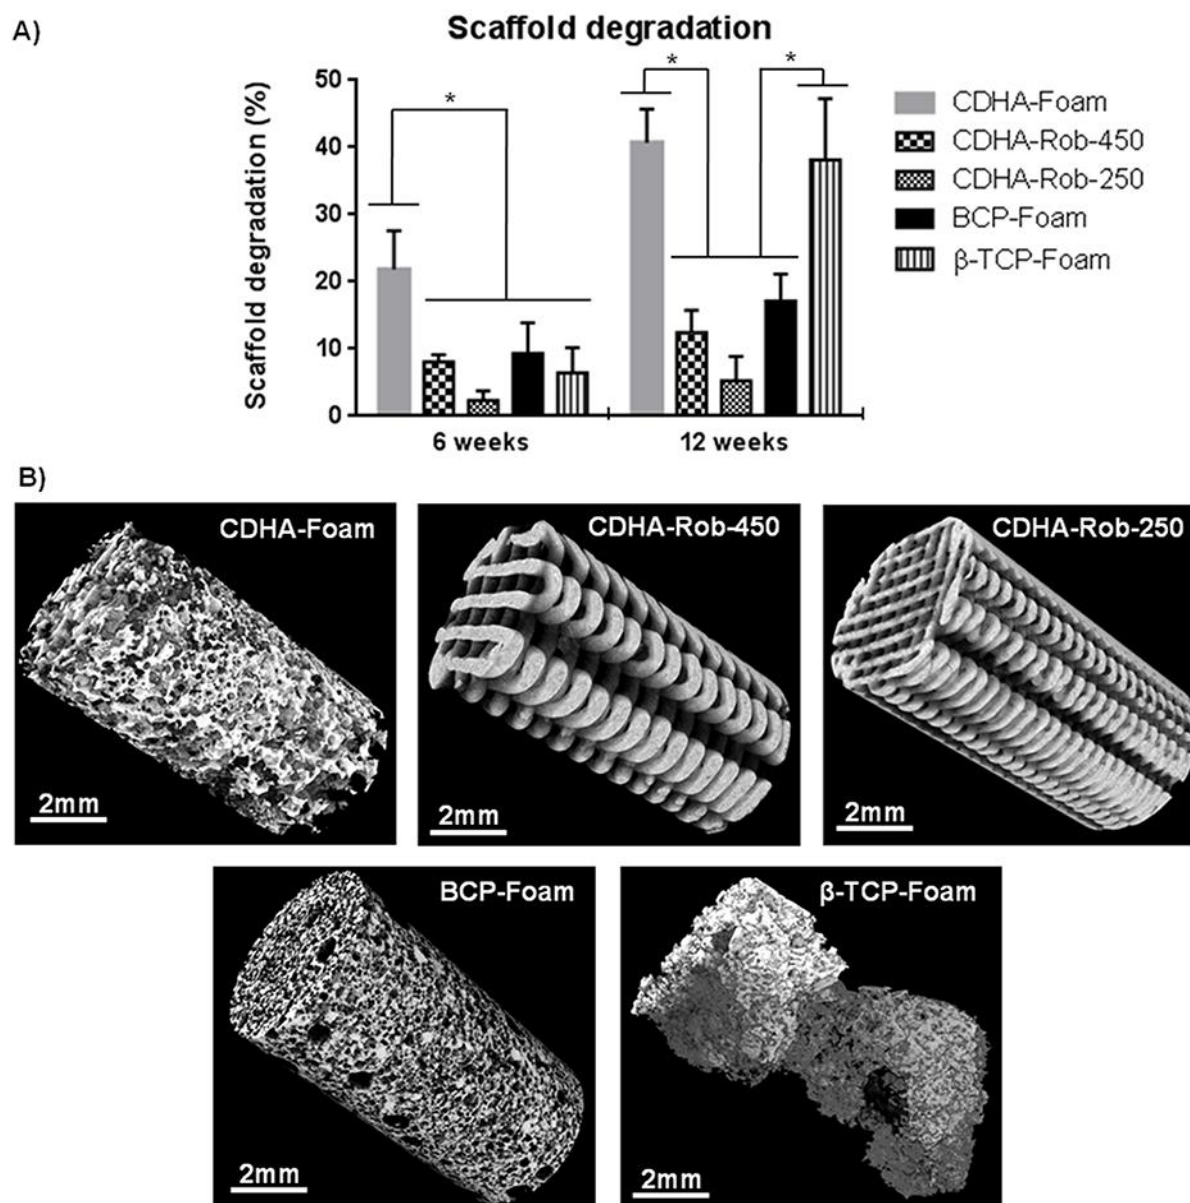 A)
Scaffold degradation
Scaffold degradation (%)
50
40
30
20
10
0
*
*
*
6 weeks
12 weeks
CDHA-Foam
CDHA-Rob-450
CDHA-Rob-250
BCP-Foam
β-TCP-Foam
B)
CDHA-Foam
2mm
CDHA-Rob-450
2mm
CDHA-Rob-250
2mm
BCP-Foam
2mm
β-TCP-Foam
2mm